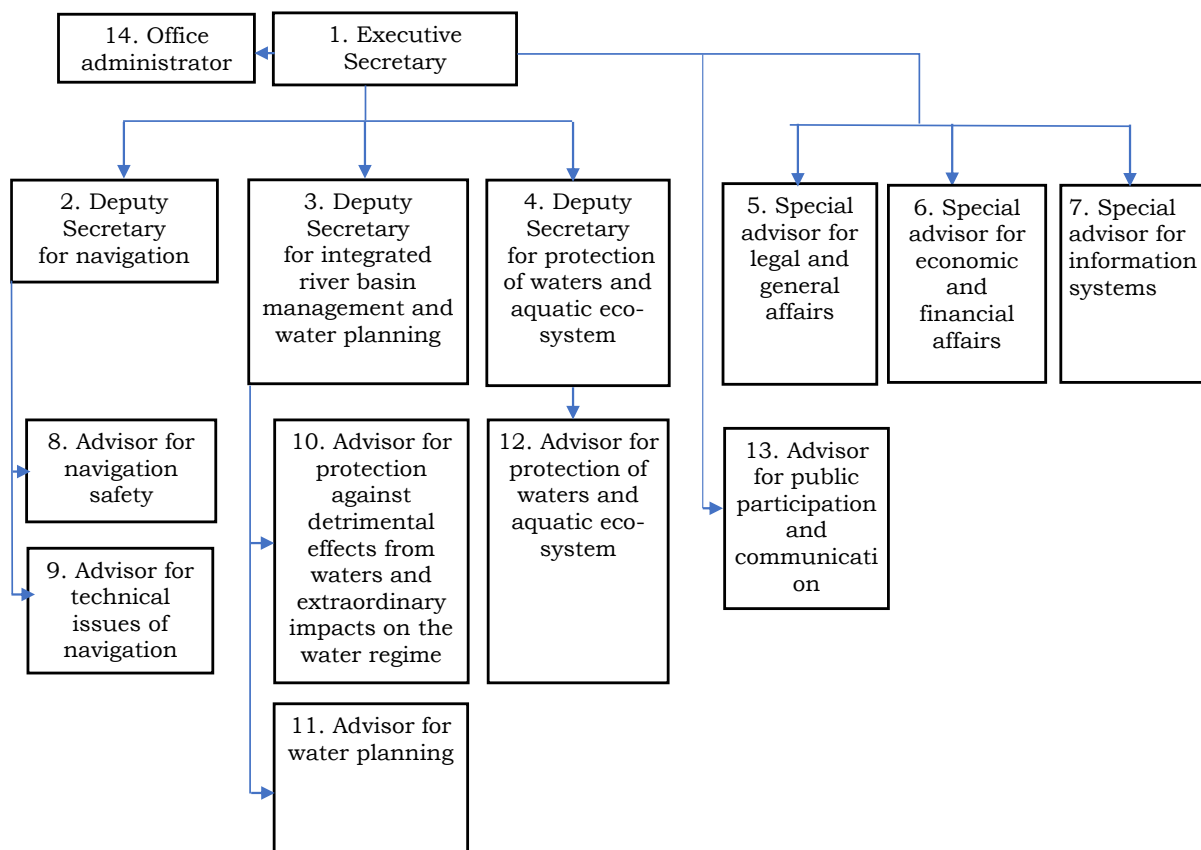 14. Office
administrator
1. Executive
Secretary
2. Deputy
Secretary
for navigation
3. Deputy
Secretary
for integrated
river basin
management and
water planning
4. Deputy
Secretary
for protection
of waters and
aquatic eco-
system
5. Special
advisor for
legal and
general
affairs
6. Special
advisor for
economic
and
financial
affairs
7. Special
advisor for
information
systems
8. Advisor for
navigation
safety
9. Advisor for
technical
issues of
navigation
10. Advisor for
protection
against
detrimental
effects from
waters and
extraordinary
impacts on the
water regime
11. Advisor for
water planning
12. Advisor for
protection of
waters and
aquatic eco-
system
13. Advisor
for public
participation
and
communicati
on